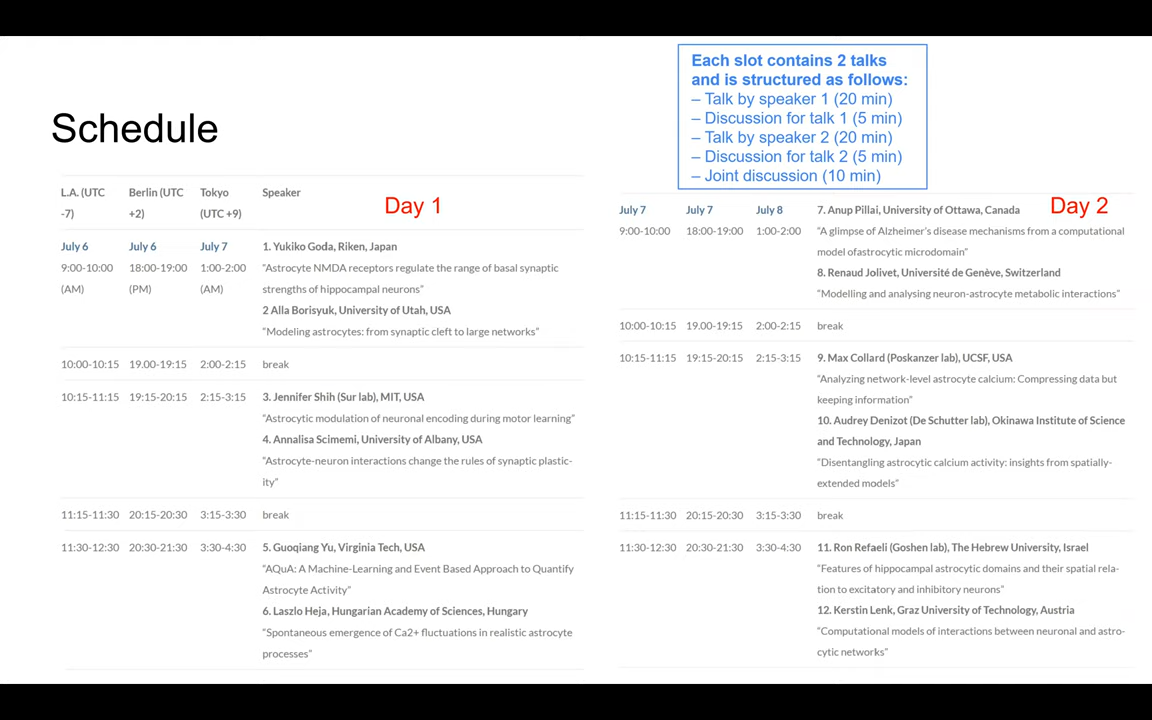 Schedule
Each slot contains 2 talks
and is structured as follows:
– Talk by speaker 1 (20 min)
– Discussion for talk 1 (5 min)
– Talk by speaker 2 (20 min)
– Discussion for talk 2 (5 min)
– Joint discussion (10 min)
L.A. (UTC -7) Berlin (UTC +2) Tokyo (UTC +9) Speaker
Day 1
July 6 July 6 July 7 1. Yukiko Goda, Riken, Japan
9:00-10:00 18:00-19:00 1:00-2:00 “Astrocyte NMDA receptors regulate the range of basal synaptic
(AM) (PM) (AM) strengths of hippocampal neurons”
2 Alla Borisyuk, University of Utah, USA
“Modeling astrocytes: from synaptic cleft to large networks”
10:00-10:15 19.00-19:15 2:00-2:15 break
10:15-11:15 19:15-20:15 2:15-3:15 3. Jennifer Shih (Sur lab), MIT, USA
“Astrocytic modulation of neuronal encoding during motor learning”
4. Annalisa Scimemi, University of Albany, USA
“Astrocyte-neuron interactions change the rules of synaptic plastic-
ity”
11:15-11:30 20:15-20:30 3:15-3:30 break
11:30-12:30 20:30-21:30 3:30-4:30 5. Guoqiang Yu, Virginia Tech, USA
“AQuA: A Machine-Learning and Event Based Approach to Quantify
Astrocyte Activity”
6. Laszlo Heja, Hungarian Academy of Sciences, Hungary
“Spontaneous emergence of Ca2+ fluctuations in realistic astrocyte
processes”
Day 2
July 7 July 7 July 8 7. Anup Pillai, University of Ottawa, Canada
9:00-10:00 18:00-19:00 1:00-2:00 “A glimpse of Alzheimer’s disease mechanisms from a computational
model ofastrocytic microdomain”
8. Renaud Jolivet, Université de Genève, Switzerland
“Modelling and analysing neuron-astrocyte metabolic interactions”
10:00-10:15 19.00-19:15 2:00-2:15 break
10:15-11:15 19:15-20:15 2:15-3:15 9. Max Collard (Poskanzer lab), UCSF, USA
“Analyzing network-level astrocyte calcium: Compressing data but
keeping information”
10. Audrey Denizot (De Schutter lab), Okinawa Institute of Science
and Technology, Japan
“Disentangling astrocytic calcium activity: insights from spatially-
extended models”
11:15-11:30 20:15-20:30 3:15-3:30 break
11:30-12:30 20:30-21:30 3:30-4:30 11. Ron Refaeli (Goshen lab), The Hebrew University, Israel
“Features of hippocampal astrocytic domains and their spatial rela-
tion to excitatory and inhibitory neurons”
12. Kerstin Lenk, Graz University of Technology, Austria
“Computational models of interactions between neuronal and astro-
cytic networks”